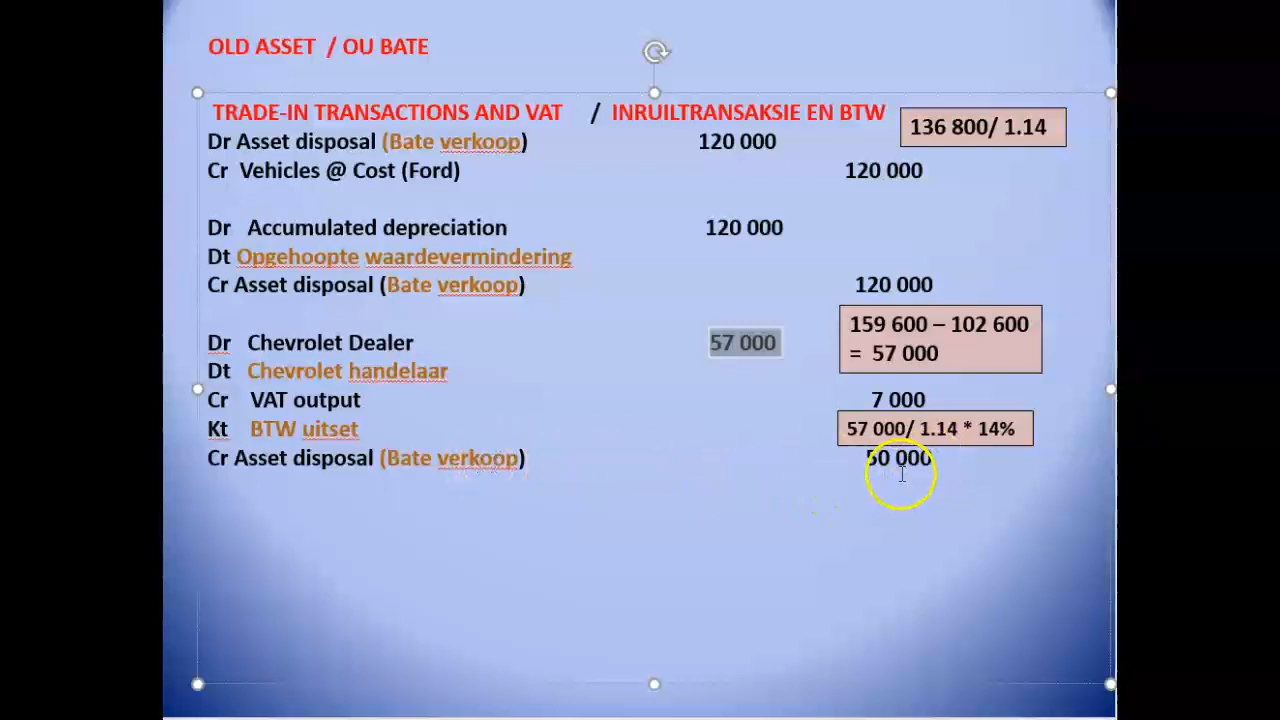 OLD ASSET / OU BATE
TRADE-IN TRANSACTIONS AND VAT / INRUILTRANSAKSIE EN BTW
136 800/ 1.14
Dr Asset disposal (Bate verkoop) 120 000
Cr Vehicles @ Cost (Ford) 120 000
Dr Accumulated depreciation 120 000
Dt Opgehoopte waardevermindering
Cr Asset disposal (Bate verkoop) 120 000
159 600 – 102 600
= 57 000
Dr Chevrolet Dealer 57 000
Dt Chevrolet handelaar
Cr VAT output 7 000
Kt BTW uitset
57 000/ 1.14 * 14%
Cr Asset disposal (Bate verkoop) 50 000